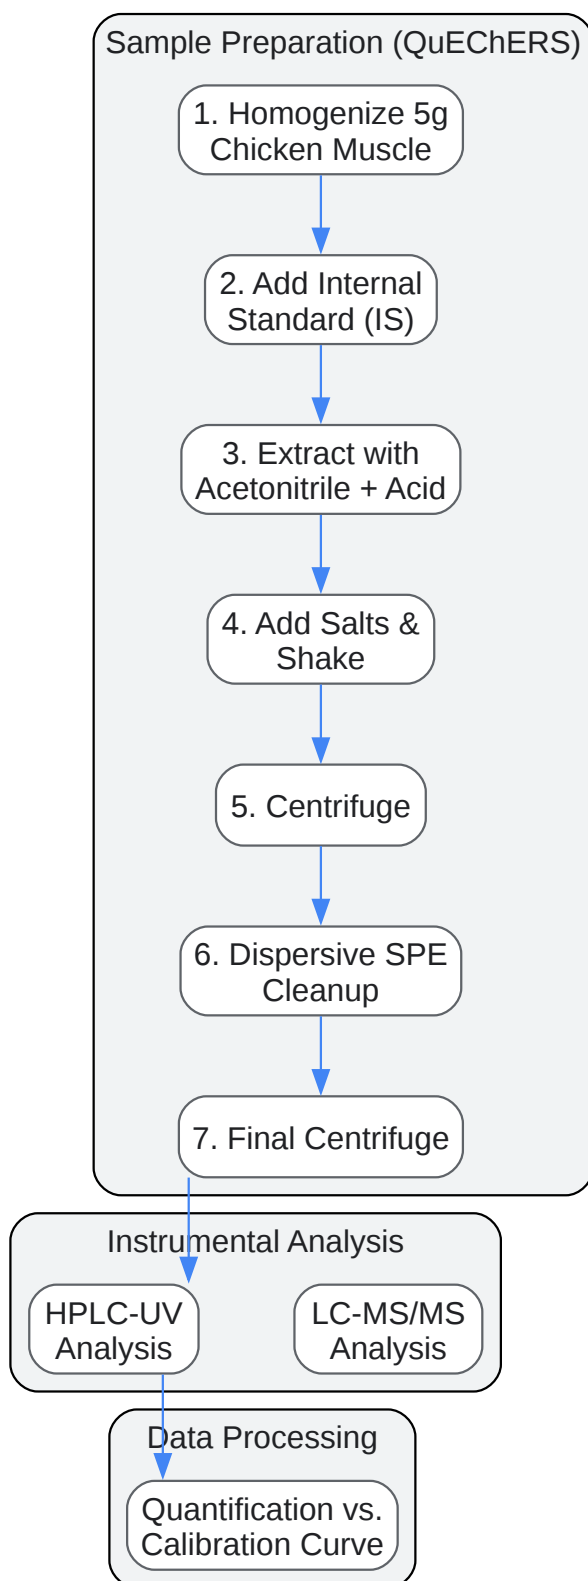 Sample Preparation (QuEChERS)
1. Homogenize 5g
Chicken Muscle
2. Add Internal
Standard (IS)
3. Extract with
Acetonitrile + Acid
4. Add Salts &
Shake
5. Centrifuge
6. Dispersive SPE
Cleanup
7. Final Centrifuge
Instrumental Analysis
HPLC-UV
Analysis
LC-MS/MS
Analysis
Data Processing
Quantification vs.
Calibration Curve